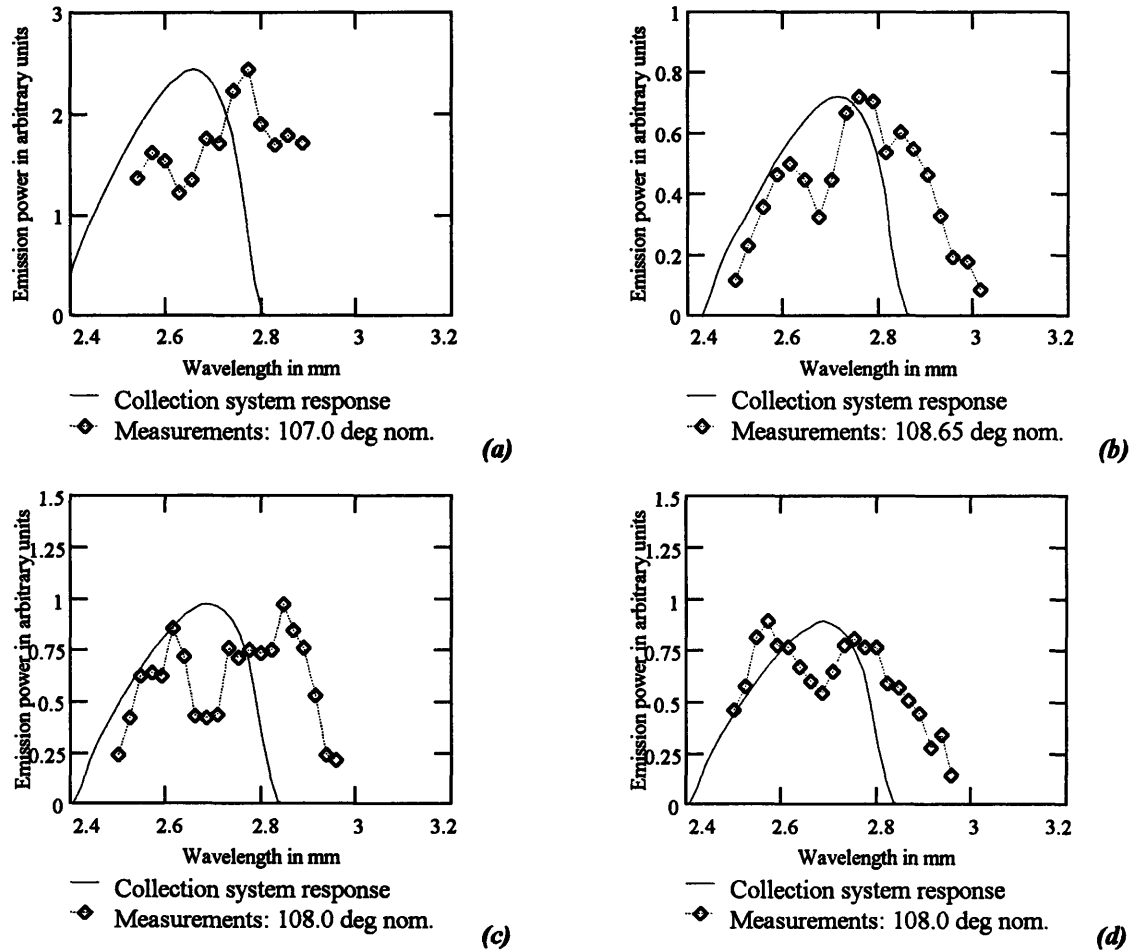 3
2
1
0
2.4
2.6
2.8
3
3.2
Emission power in arbitrary units
Wavelength in mm
Collection system response
Measurements: 107.0 deg nom.
(a)
1
0.8
0.6
0.4
0.2
0
2.4
2.6
2.8
3
3.2
Emission power in arbitrary units
Wavelength in mm
Collection system response
Measurements: 108.65 deg nom.
(b)
1.5
1.25
1
0.75
0.5
0.25
0
2.4
2.6
2.8
3
3.2
Emission power in arbitrary units
Wavelength in mm
Collection system response
Measurements: 108.0 deg nom.
(c)
1.5
1.25
1
0.75
0.5
0.25
0
2.4
2.6
2.8
3
3.2
Emission power in arbitrary units
Wavelength in mm
Collection system response
Measurements: 108.0 deg nom.
(d)